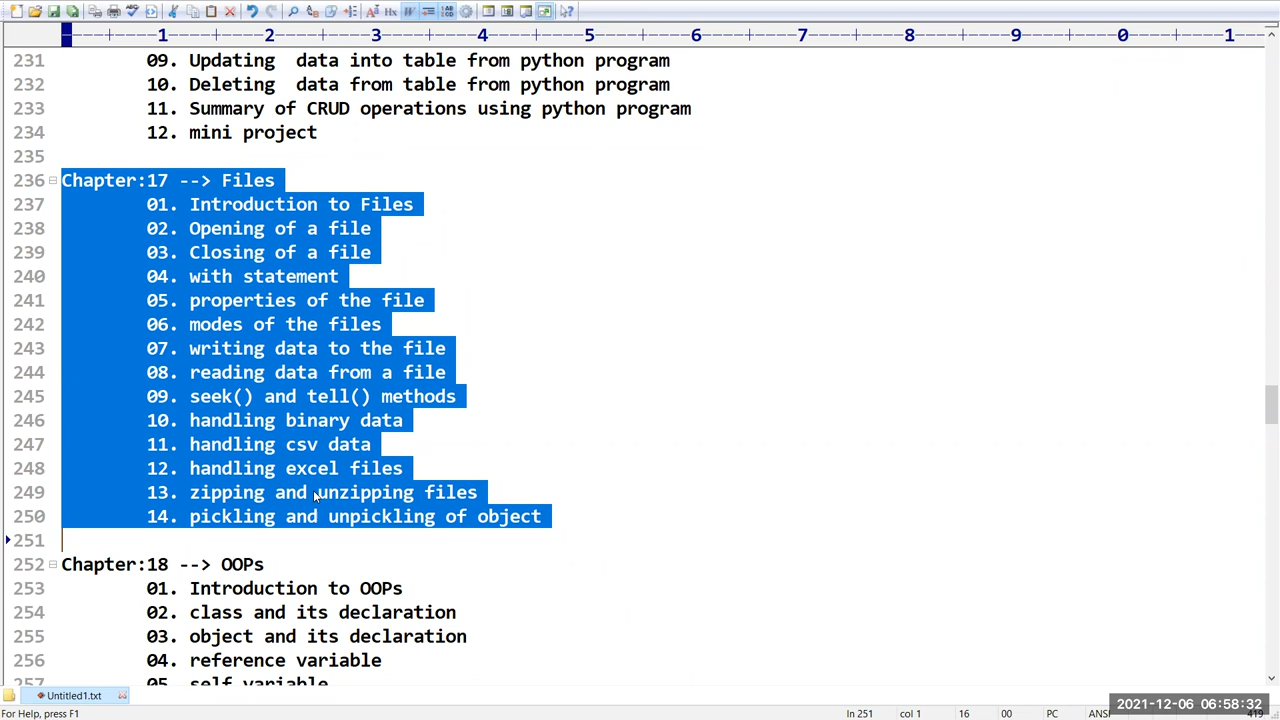 ----1----+----2----+----3----+----4----+----5----+----6----+----7----+----8----+----9----+----0----+----1
231 09. Updating  data into table from python program
232 10. Deleting  data from table from python program
233 11. Summary of CRUD operations using python program
234 12. mini project
235
236 Chapter:17 --> Files
237 01. Introduction to Files
238 02. Opening of a file
239 03. Closing of a file
240 04. with statement
241 05. properties of the file
242 06. modes of the files
243 07. writing data to the file
244 08. reading data from a file
245 09. seek() and tell() methods
246 10. handling binary data
247 11. handling csv data
248 12. handling excel files
249 13. zipping and unzipping files
250 14. pickling and unpickling of object
251
252 Chapter:18 --> OOPs
253 01. Introduction to OOPs
254 02. class and its declaration
255 03. object and its declaration
256 04. reference variable
257 05. self variable
Untitled1.txt
2021-12-06 06:58:32
For Help, press F1 ln 251 col 1 16 00 PC ANSI